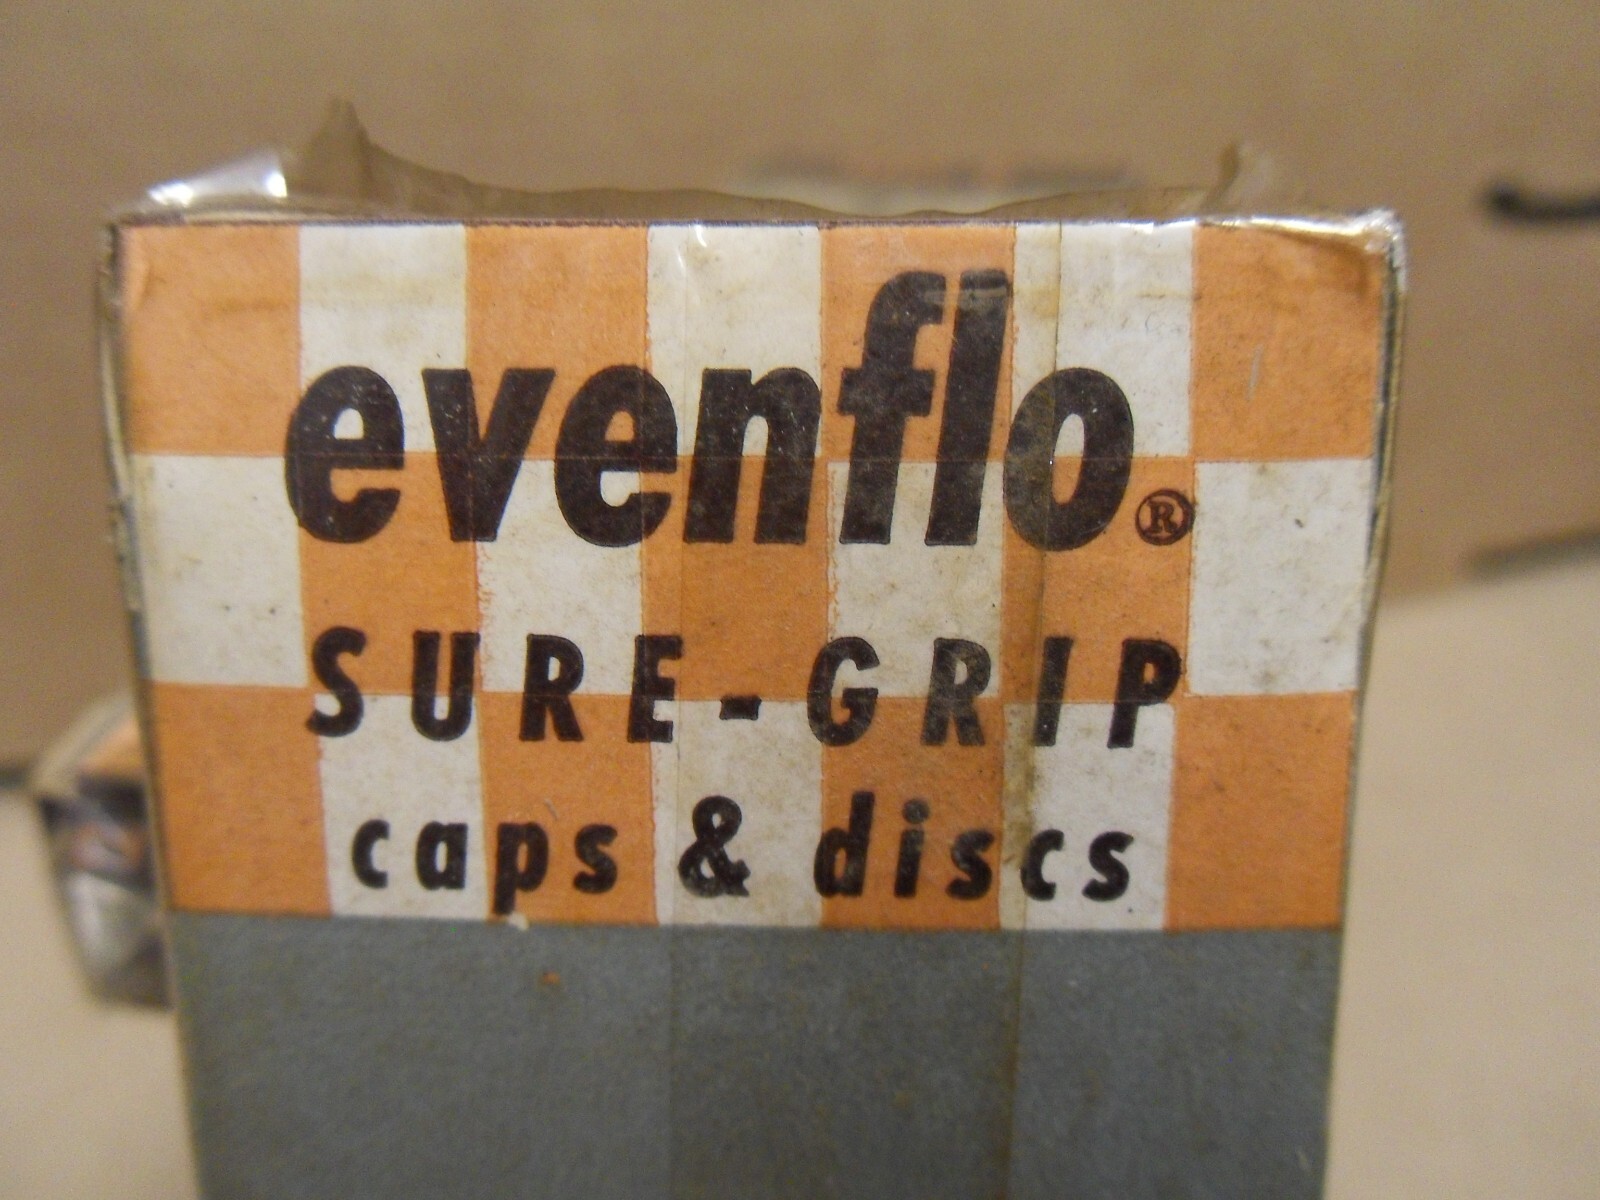 evenflo®
SURE-GRIP
caps & discs